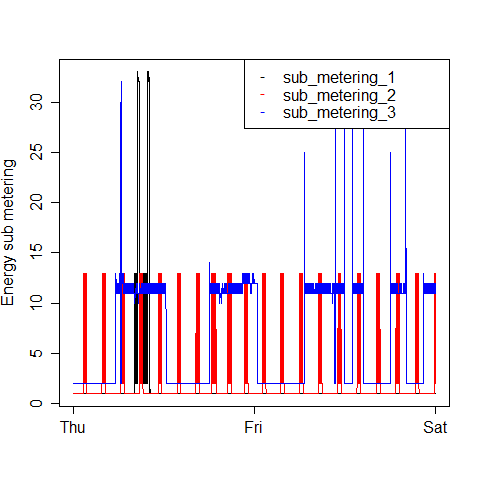 sub_metering_1
sub_metering_2
sub_metering_3
Energy sub metering
30
25
20
15
10
5
0
Thu Fri Sat